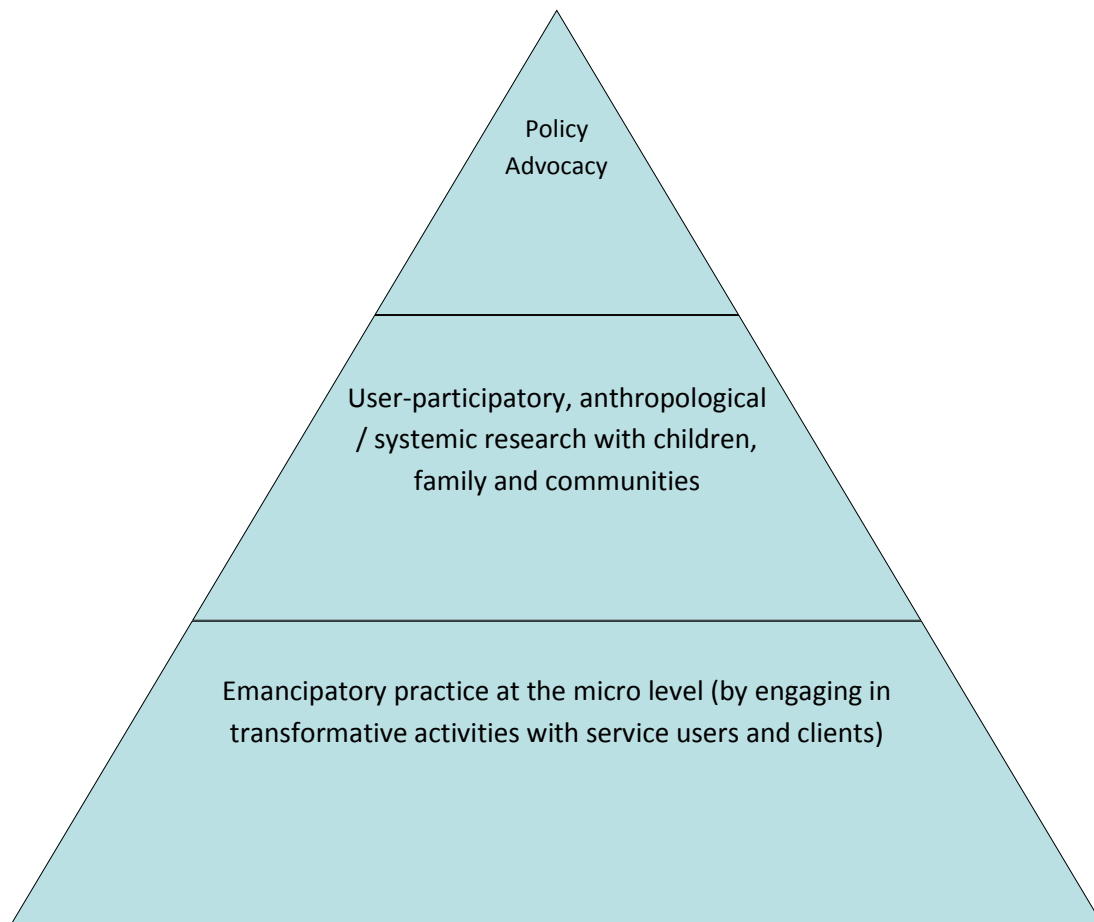 Policy
Advocacy
User-participatory, anthropological
/ systemic research with children,
family and communities
Emancipatory practice at the micro level (by engaging in
transformative activities with service users and clients)